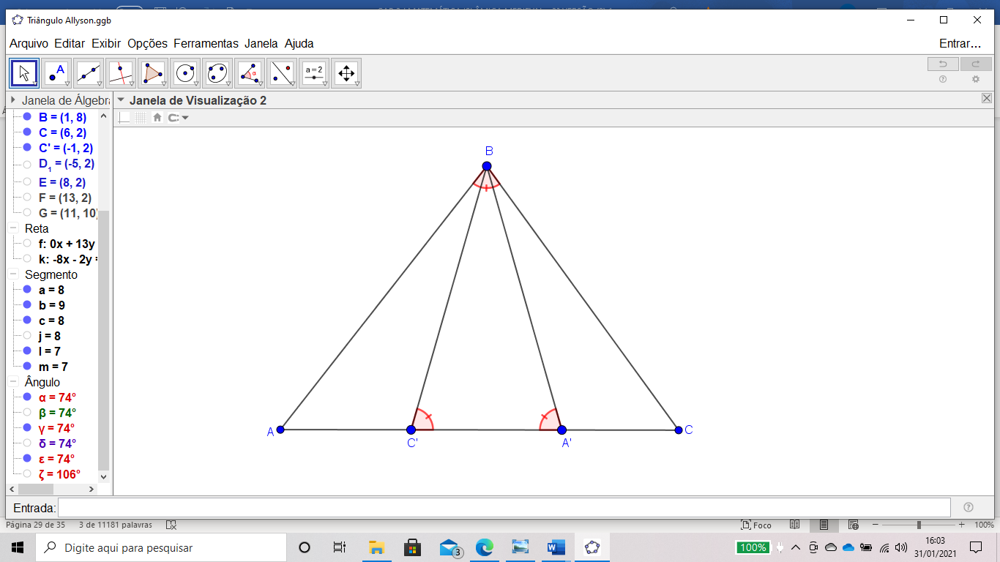 Triângulo Allyson.ggb
Arquivo Editar Exibir Opções Ferramentas Janela Ajuda
Entrar...
A
α
a=2
Janela de Álgebra
Janela de Visualização 2
B = (1, 8)
C = (6, 2)
C' = (-1, 2)
D1 = (-5, 2)
E = (8, 2)
F = (13, 2)
G = (11, 10)
Reta
f: 0x + 13y
k: -8x - 2y =
Segmento
a = 8
b = 9
c = 8
j = 8
l = 7
m = 7
Ângulo
α = 74°
β = 74°
γ = 74°
δ = 74°
ε = 74°
ζ = 106°
B
A
C'
A'
C
Entrada:
Página 29 de 35 3 de 11181 palavras
Foco
100%
Digite aqui para pesquisar
3
100%
16:03
31/01/2021